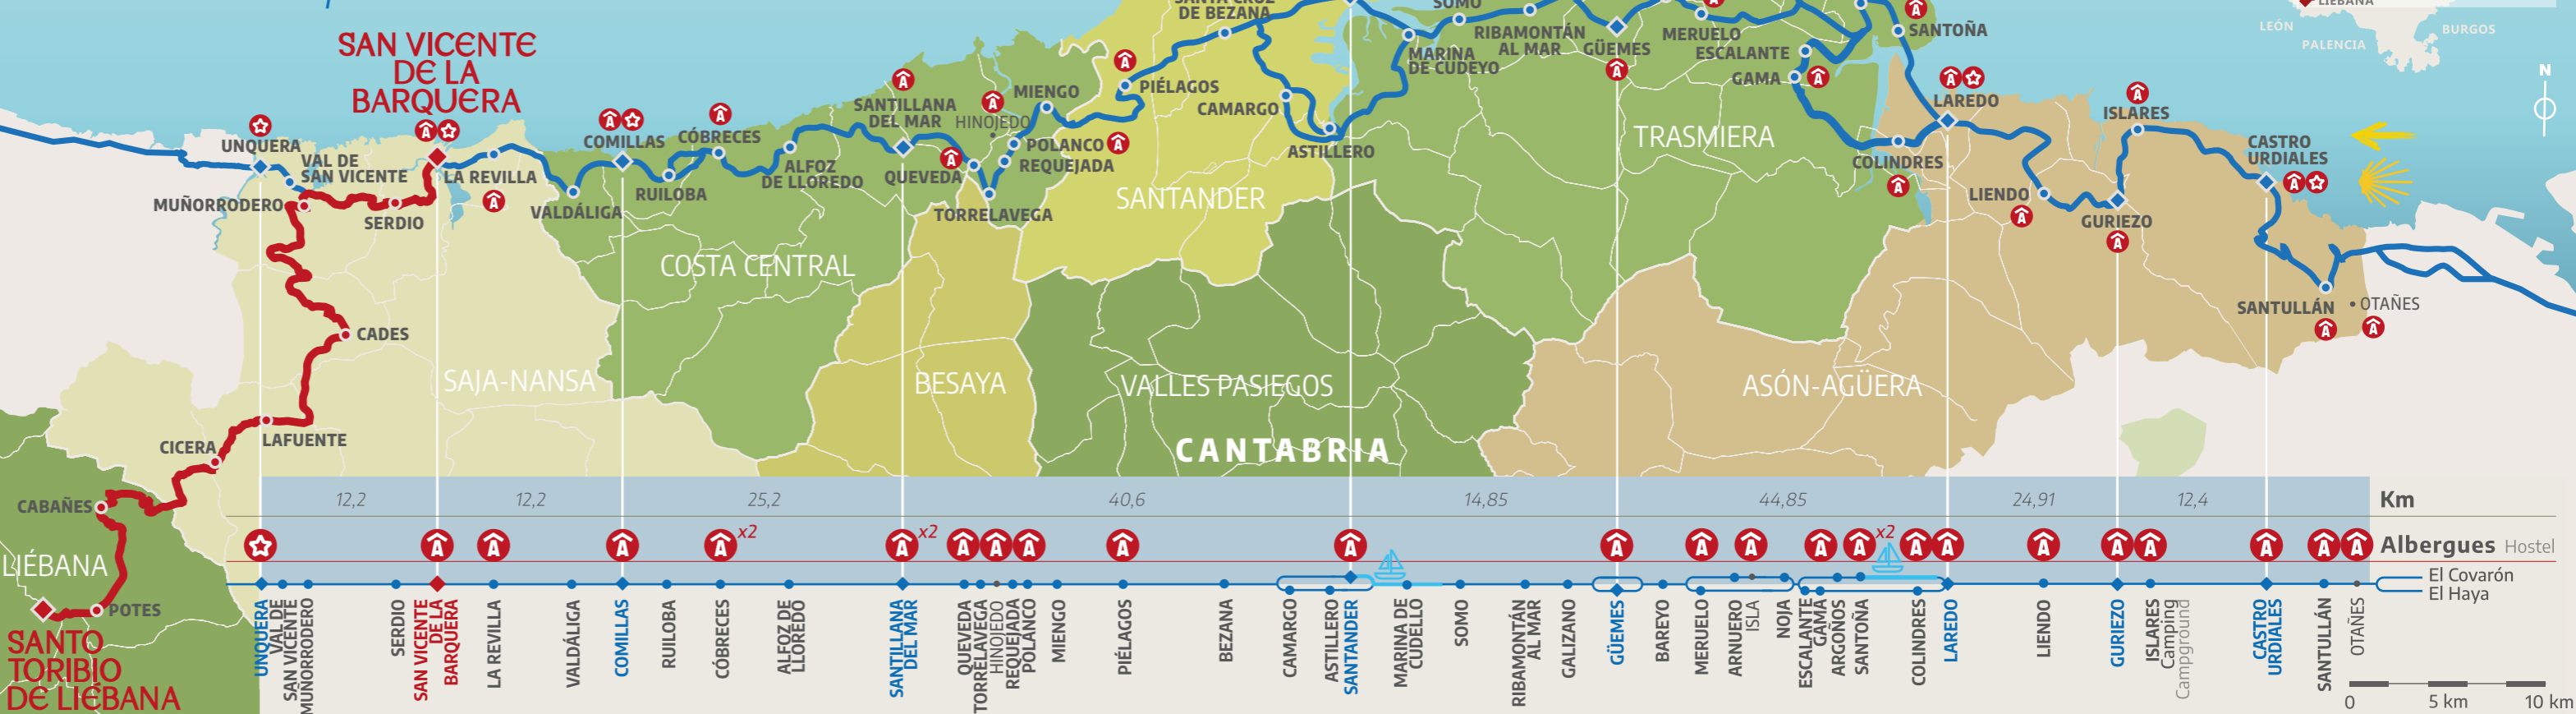 LIÉBANA
LEÓN
BURGOS
PALENCIA
N
SAN VICENTE
DE LA
BARQUERA
DE BEZANA
SOMO
RIBAMONTÁN
AL MAR
GÜEMES
MERUELO
ESCALANTE
SANTOÑA
MARINA
DE CUDEYO
GAMA
PIÉLAGOS
MIENGO
CAMARGO
LAREDO
ISLARES
SANTILLANA
DEL MAR
HINOJEDO
UNQUERA
COMILLAS
CÓBRECES
POLANCO
REQUEJADA
ASTILLERO
TRASMIERA
COLINDRES
CASTRO
URDIALES
VAL DE
SAN VICENTE
LA REVILLA
ALFOZ
DE LLOREDO
QUEVEDA
MUÑORRODERO
SERDIO
VALDÁLIGA
RUILOBA
TORRELAVEGA
SANTANDER
LIENDO
GURIEZO
COSTA CENTRAL
SANTULLÁN
OTAÑES
CADES
SAJA-NANSA
BESAYA
VALLES PASIEGOS
ASÓN-AGÜERA
CICERA
LAFUENTE
CANTABRIA
CABAÑES
LIÉBANA
POTES
SANTO
TORIBIO
DE LIÉBANA
12,2
12,2
25,2
40,6
14,85
44,85
24,91
12,4
Km
x2
x2
x2
Albergues Hostel
El Covarón
El Haya
UNQUERA
VAL DE
SAN VICENTE
MUÑORRODERO
SERDIO
SAN VICENTE
DE LA
BARQUERA
LA REVILLA
VALDÁLIGA
COMILLAS
RUILOBA
CÓBRECES
ALFOZ DE
LLOREDO
SANTILLANA
DEL MAR
QUEVEDA
TORRELAVEGA
HINOJEDO
REQUEJADA
POLANCO
MIENGO
PIÉLAGOS
BEZANA
CAMARGO
ASTILLERO
SANTANDER
MARINA DE
CUDELLO
SOMO
RIBAMONTÁN
AL MAR
GALIZANO
GÜEMES
BAREYO
MERUELO
ARNUERO
ISLA
NOJA
ESCALANTE
GAMA
ARGOÑOS
SANTOÑA
COLINDRES
LAREDO
LIENDO
GURIEZO
ISLARES
Camping
Campground
CASTRO
URDIALES
SANTULLÁN
OTAÑES
0 5 km 10 km